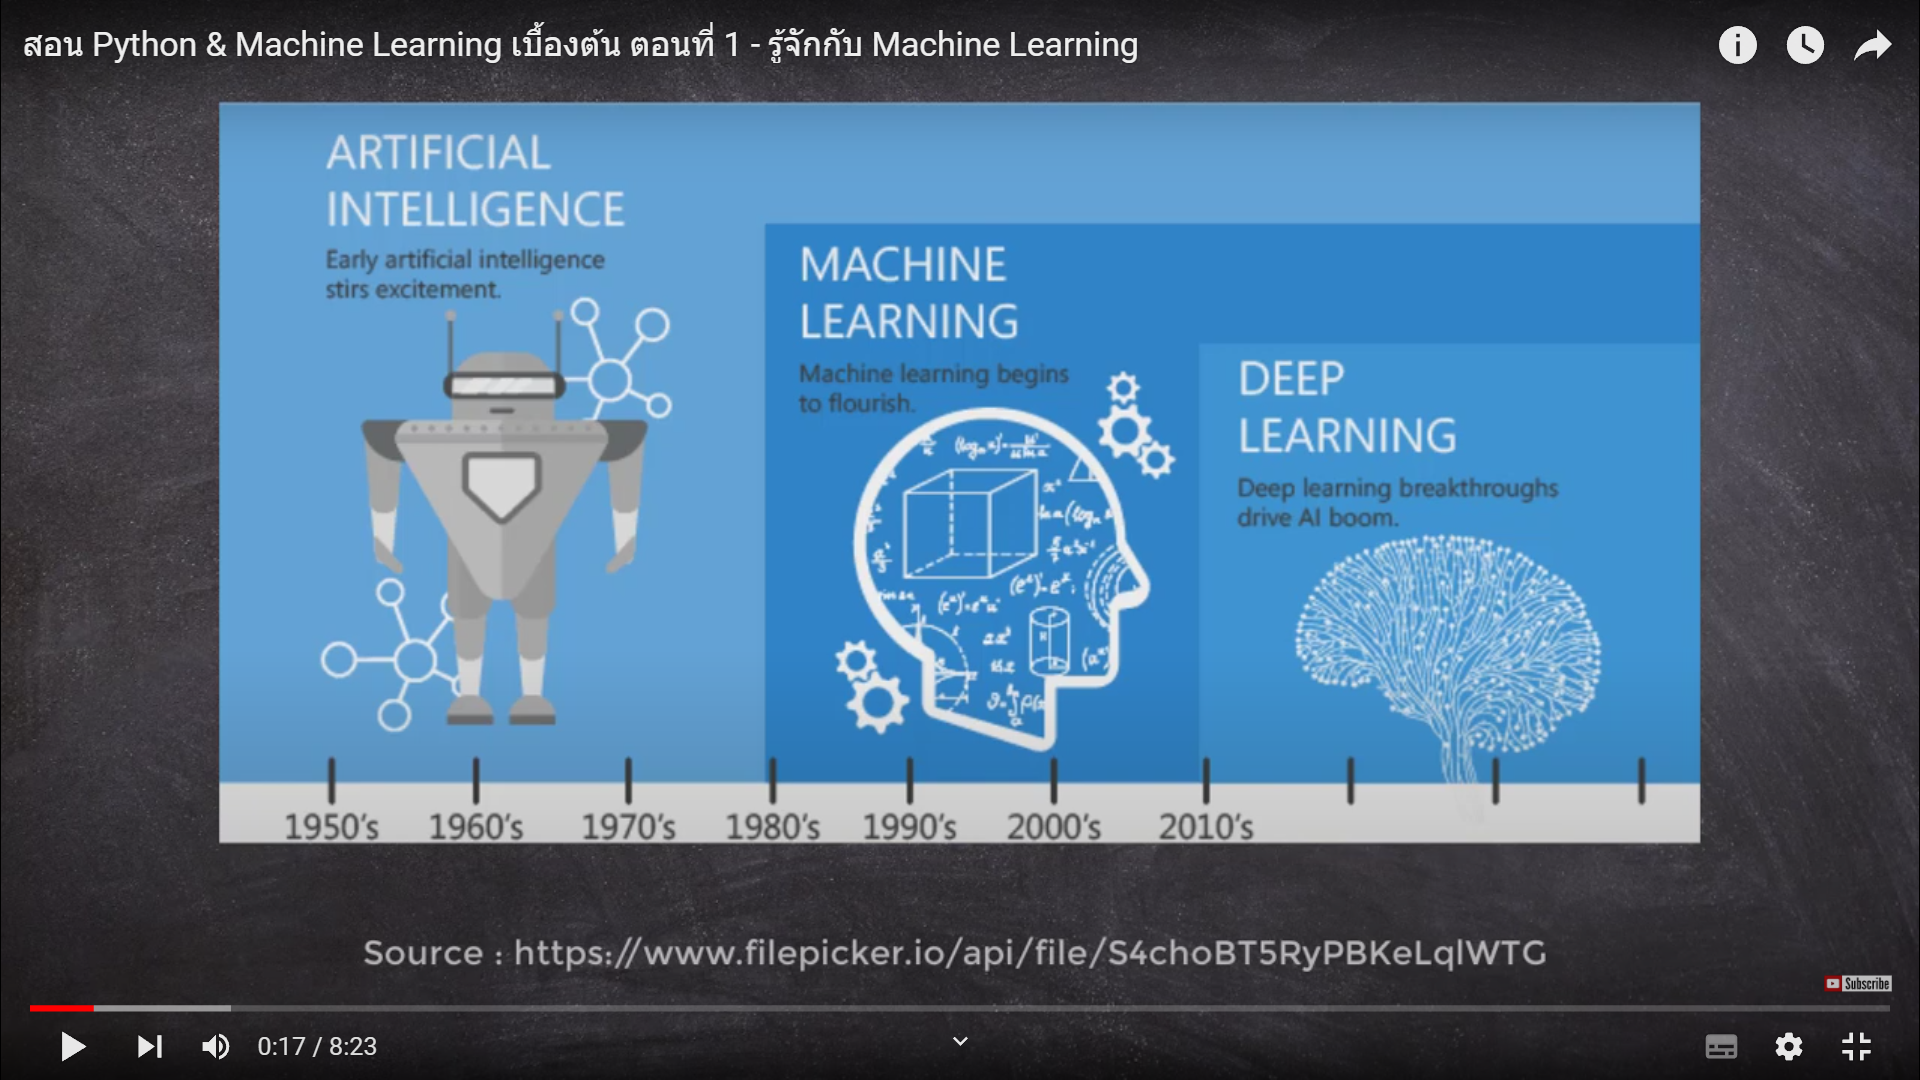 สอน Python & Machine Learning เบื้องต้น ตอนที่ 1 - รู้จักกับ Machine Learning
ARTIFICIAL
INTELLIGENCE
Early artificial intelligence
stirs excitement.
MACHINE
LEARNING
Machine learning begins
to flourish.
DEEP
LEARNING
Deep learning breakthroughs
drive AI boom.
1950's 1960's 1970's 1980's 1990's 2000's 2010's
Source : https://www.filepicker.io/api/file/S4choBT5RyPBKeLqlWTG
Subscribe
0:17 / 8:23